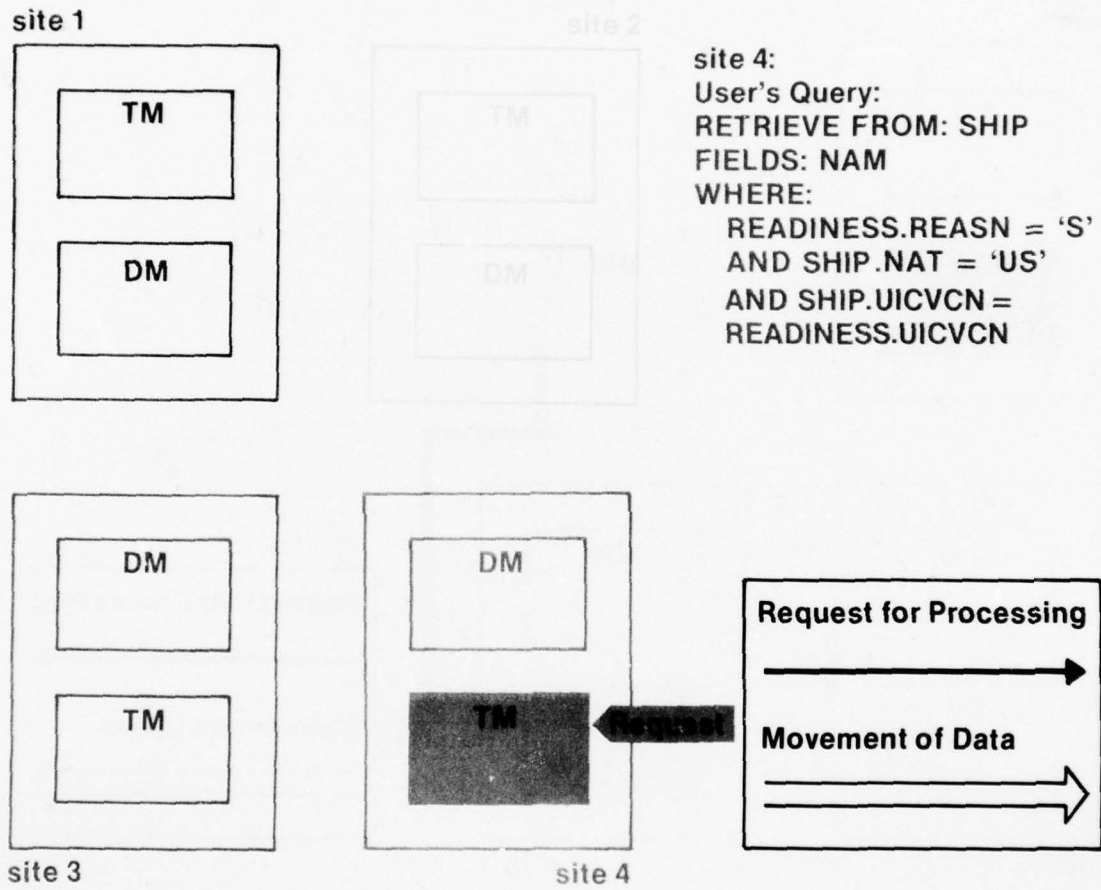 site 1
TM
DM
site 2
TM
DM
site 4:
User's Query:
RETRIEVE FROM: SHIP
FIELDS: NAM
WHERE:
READINESS.REASN = ‘S’
AND SHIP.NAT = ‘US’
AND SHIP.UICVCN =
READINESS.UICVCN
DM
TM
site 3
DM
TM
site 4
Request
Request for Processing
Movement of Data